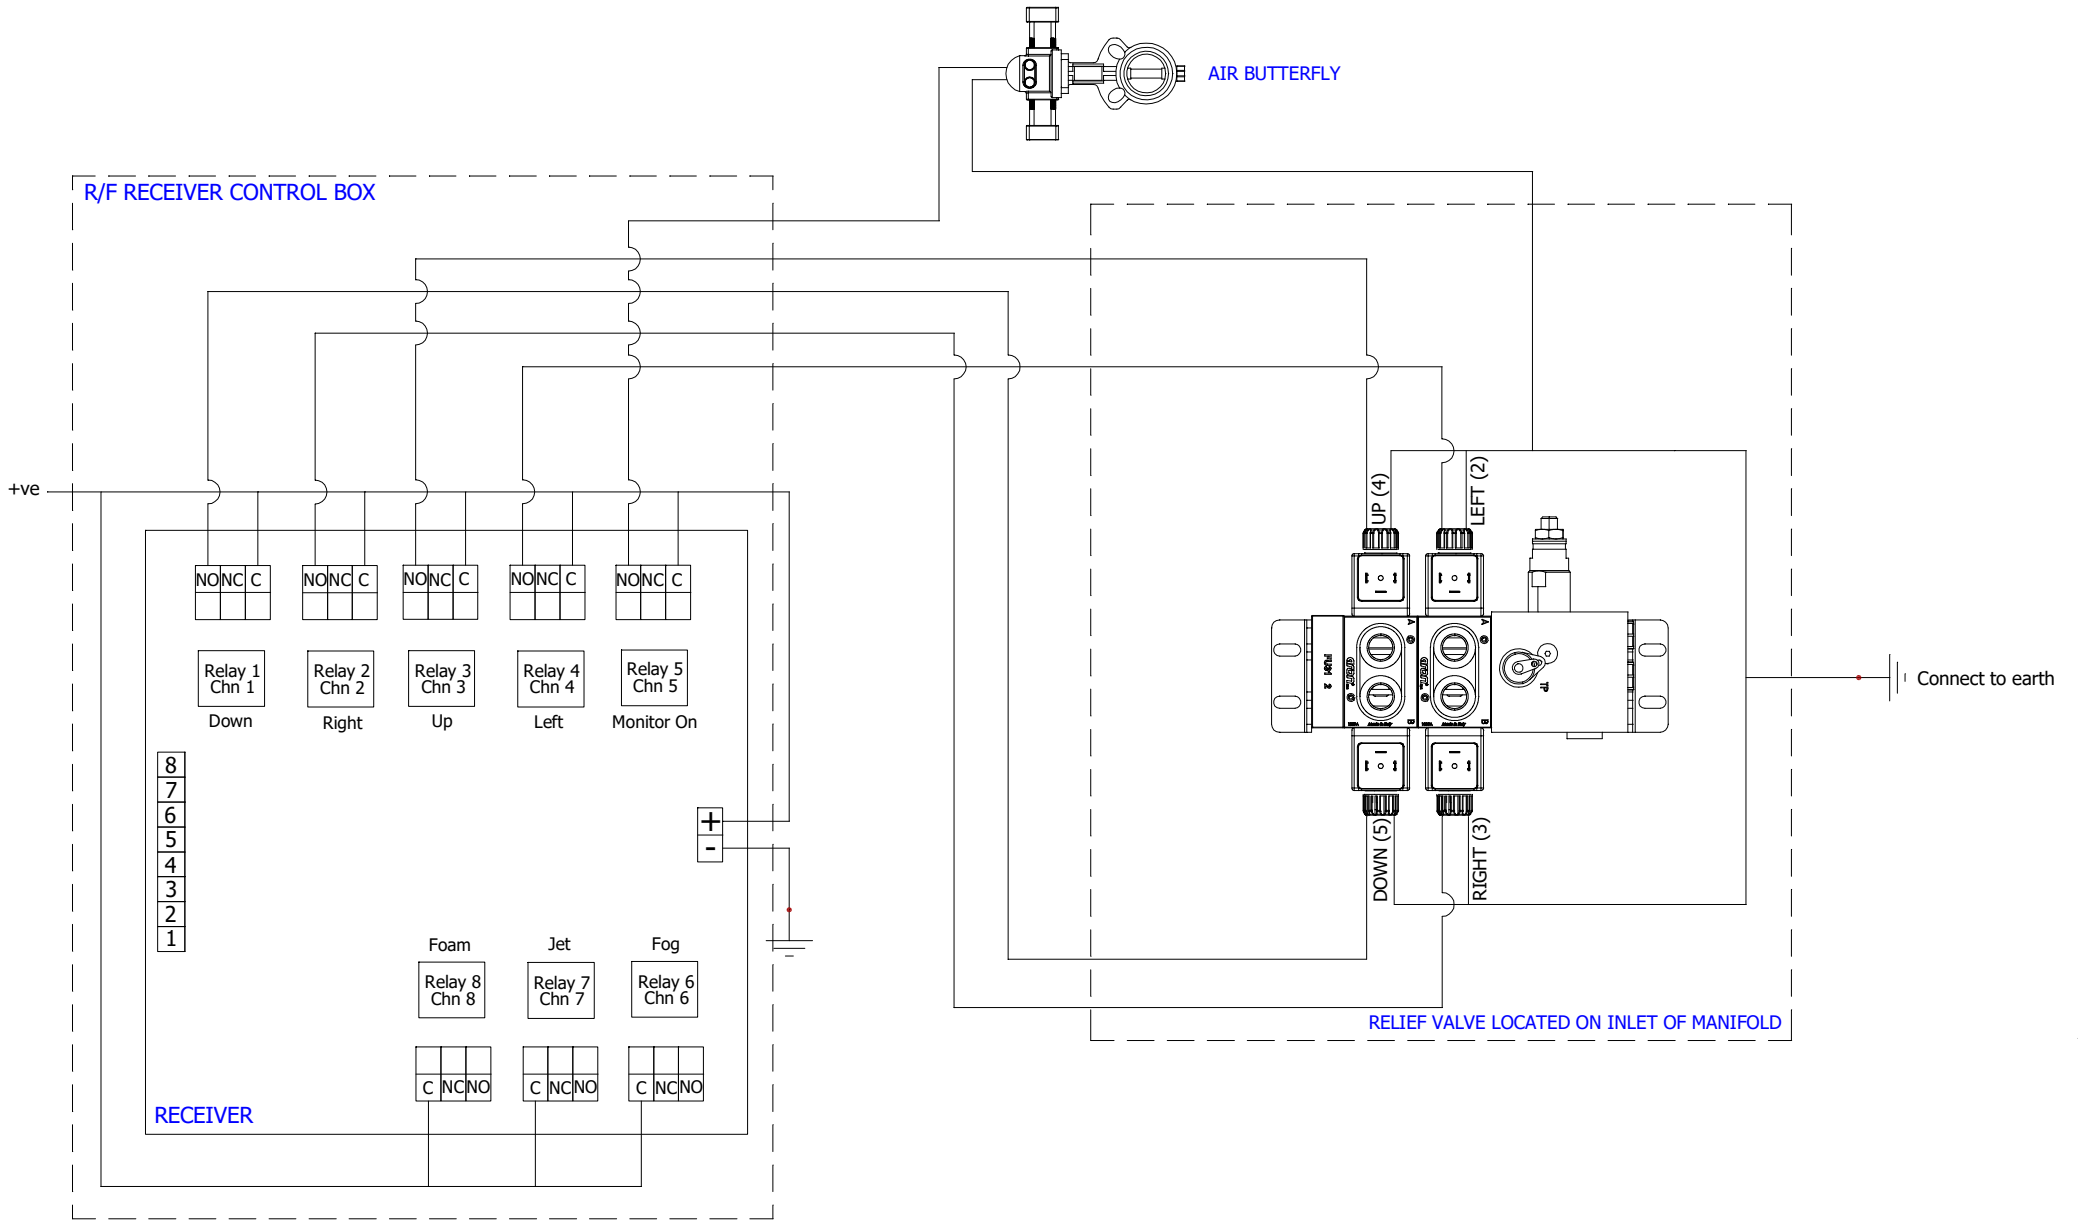 AIR BUTTERFLY
R/F RECEIVER CONTROL BOX
+ve
UP (4)
LEFT (2)
NO NC C
NO NC C
NO NC C
NO NC C
NO NC C
Relay 1
Chn 1
Down
Relay 2
Chn 2
Right
Relay 3
Chn 3
Up
Relay 4
Chn 4
Left
Relay 5
Chn 5
Monitor On
A
A
TP
B
B
Connect to earth
8
7
6
5
4
3
2
1
+
-
DOWN (5)
RIGHT (3)
Foam
Jet
Fog
Relay 8
Chn 8
Relay 7
Chn 7
Relay 6
Chn 6
RELIEF VALVE LOCATED ON INLET OF MANIFOLD
C NC NO
C NC NO
C NC NO
RECEIVER